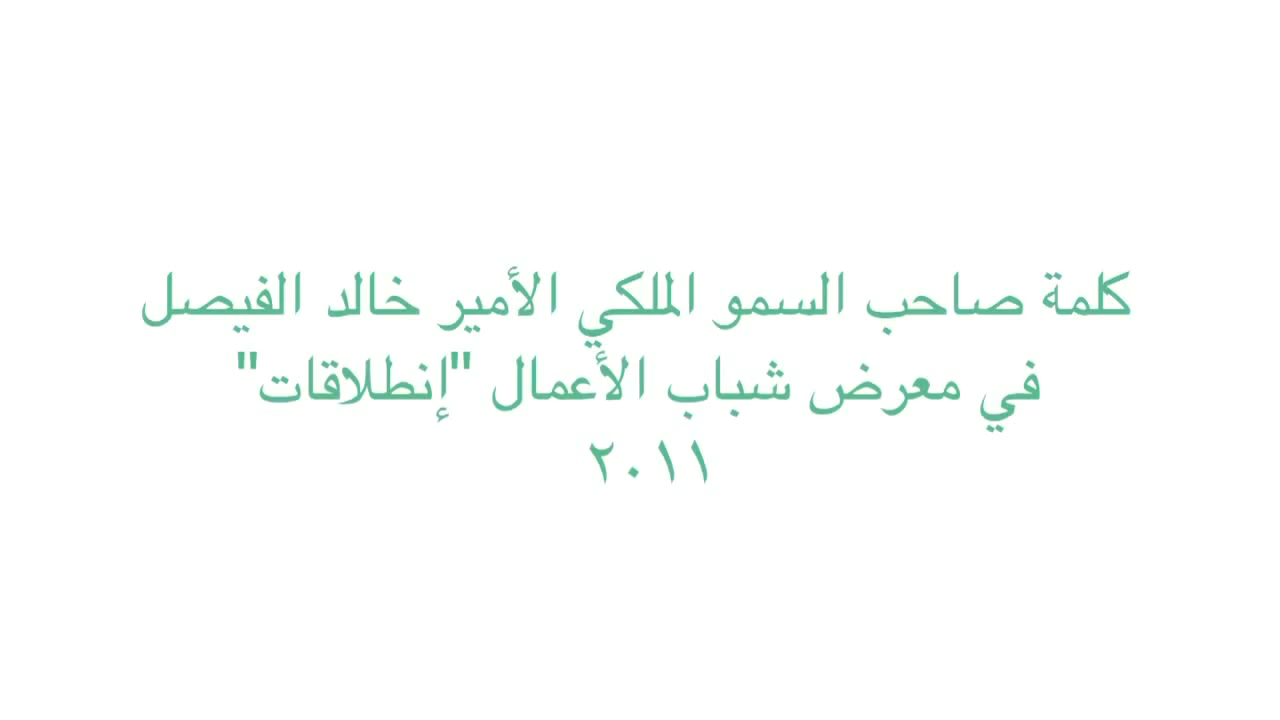 كلمة صاحب السمو الملكي الأمير خالد الفيصل
في معرض شباب الأعمال "إنطلاقات"
٢٠١١